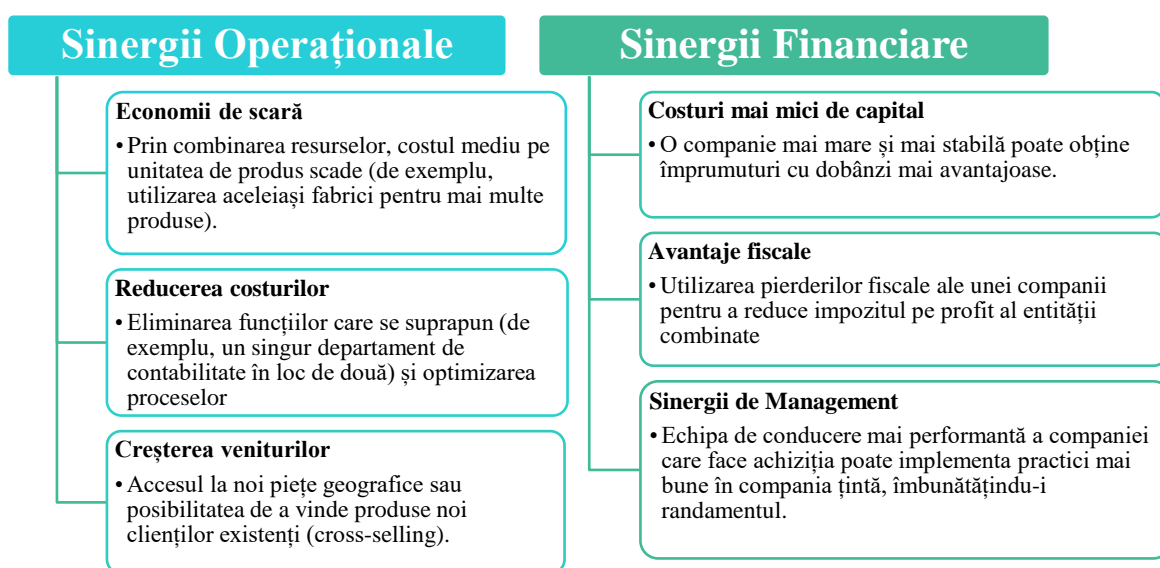 Sinergii Operaționale
Economii de scară
• Prin combinarea resurselor, costul mediu pe
unitatea de produs scade (de exemplu,
utilizarea aceleiași fabrici pentru mai multe
produse).
Reducerea costurilor
• Eliminarea funcțiilor care se suprapun (de
exemplu, un singur departament de
contabilitate în loc de două) și optimizarea
proceselor
Creșterea veniturilor
• Accesul la noi piețe geografice sau
posibilitatea de a vinde produse noi
clienților existenți (cross-selling).
Sinergii Financiare
Costuri mai mici de capital
• O companie mai mare și mai stabilă poate obține
împrumuturi cu dobânzi mai avantajoase.
Avantaje fiscale
• Utilizarea pierderilor fiscale ale unei companii
pentru a reduce impozitul pe profit al entității
combinate
Sinergii de Management
• Echipa de conducere mai performantă a companiei
care face achiziția poate implementa practici mai
bune în compania țintă, îmbunătățindu-i
randamentul.